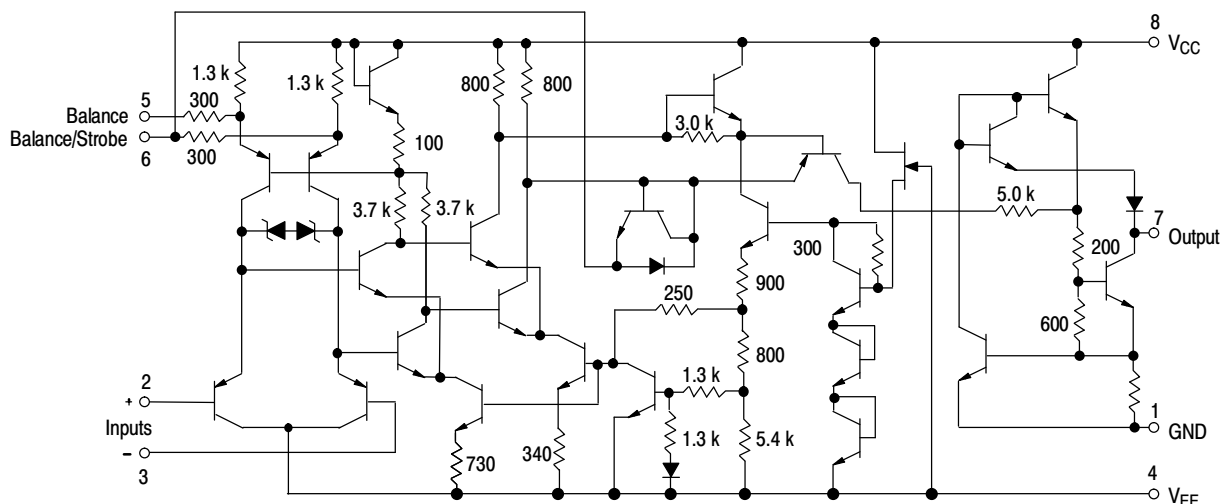 8
VCC
1.3 k
1.3 k
800
800
5
300
Balance
3.0 k
Balance/Strobe
6
300
100
3.7 k
3.7 k
5.0 k
7
Output
300
200
900
250
600
800
2
+
1.3 k
Inputs
1.3 k
5.4 k
340
730
–
3
1
GND
4
VEE